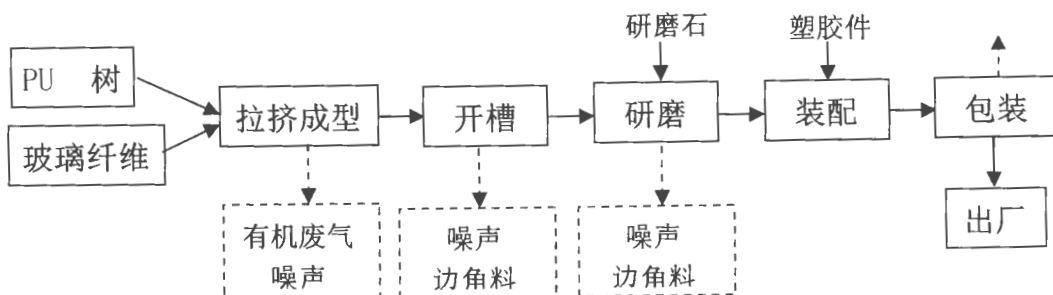 研磨石
塑胶件
PU 树
玻璃纤维
拉挤成型
开槽
研磨
装配
包装
出厂
有机废气
噪声
噪声
边角料
噪声
边角料